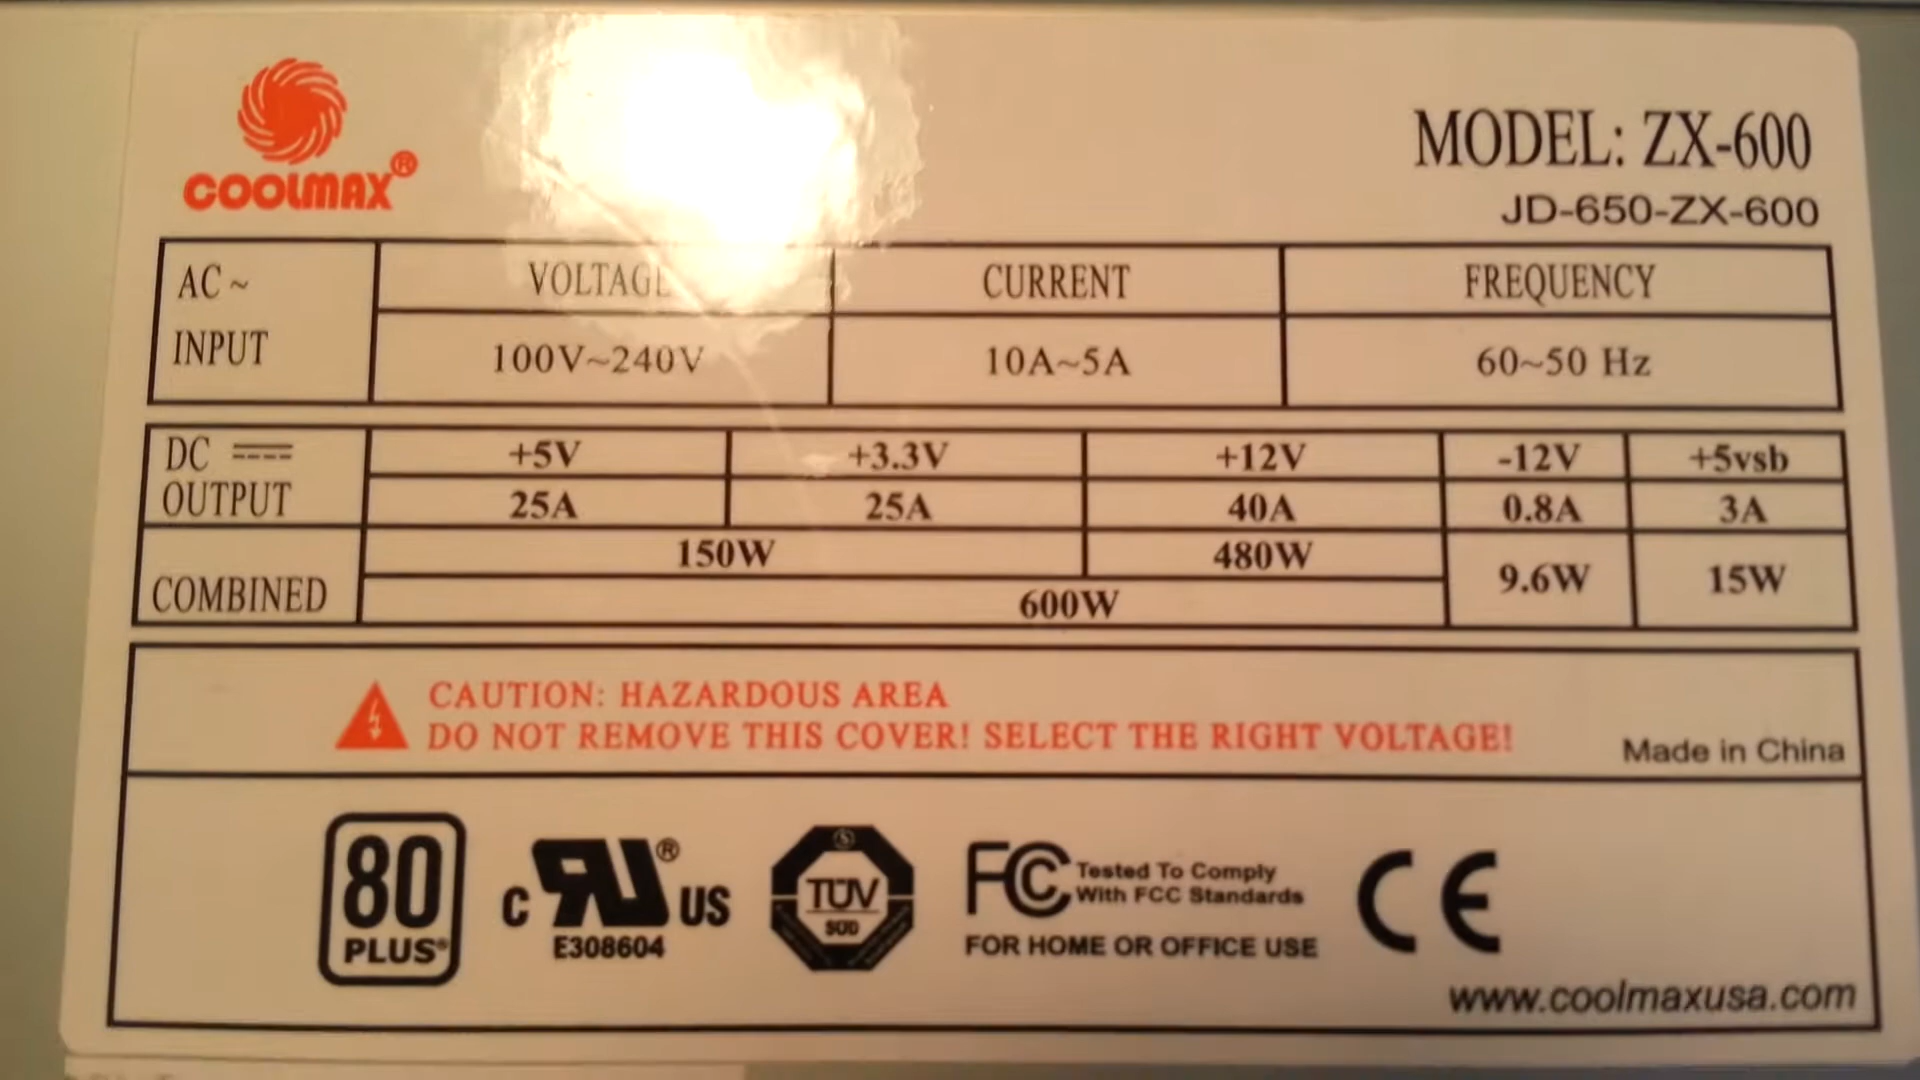 COOLMAX®
MODEL: ZX-600
JD-650-ZX-600
AC ~ INPUT VOLTAGE CURRENT FREQUENCY
100V~240V 10A~5A 60~50 Hz
DC OUTPUT +5V +3.3V +12V -12V +5vsb
25A 25A 40A 0.8A 3A
COMBINED 150W 480W 9.6W 15W
600W
CAUTION: HAZARDOUS AREA
DO NOT REMOVE THIS COVER! SELECT THE RIGHT VOLTAGE!
Made in China
80 PLUS®
c RU® US
E308604
S
TÜV
SÜD
FC Tested To Comply
With FCC Standards
FOR HOME OR OFFICE USE
CE
www.coolmaxusa.com